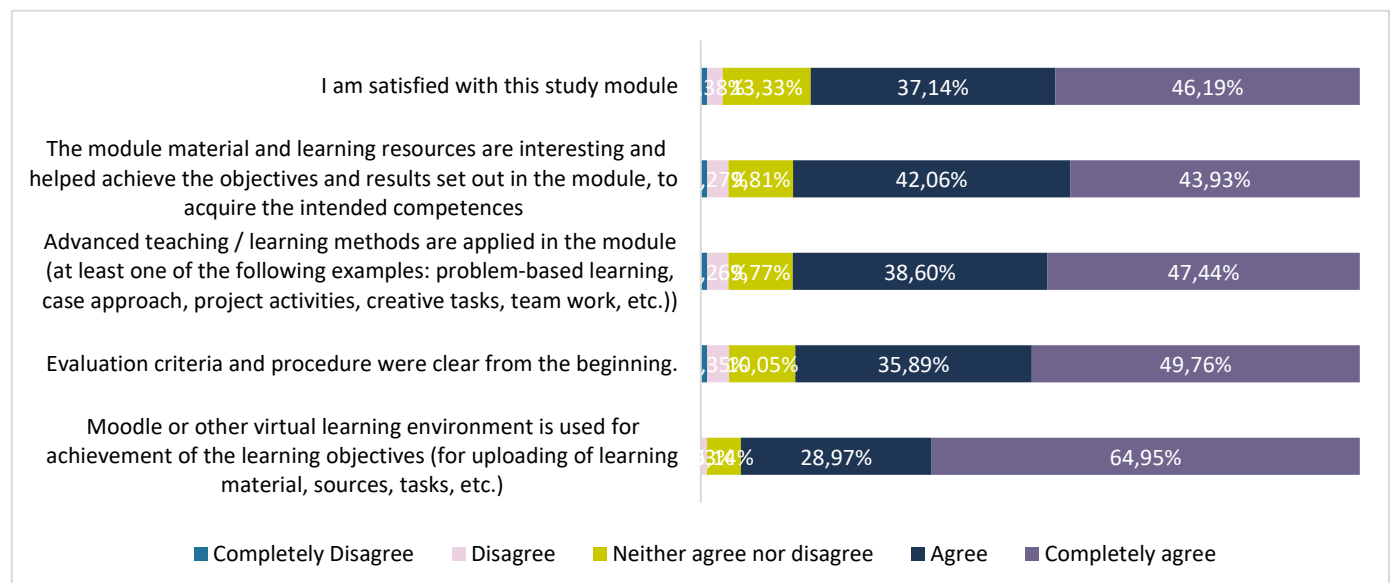 I am satisfied with this study module
13,33% 37,14% 46,19%
The module material and learning resources are interesting and
helped achieve the objectives and results set out in the module, to
acquire the intended competences
42,06% 43,93%
Advanced teaching / learning methods are applied in the module
(at least one of the following examples: problem-based learning,
case approach, project activities, creative tasks, team work, etc.))
38,60% 47,44%
Evaluation criteria and procedure were clear from the beginning.
10,05% 35,89% 49,76%
Moodle or other virtual learning environment is used for
achievement of the learning objectives (for uploading of learning
material, sources, tasks, etc.)
28,97% 64,95%
Completely Disagree Disagree Neither agree nor disagree Agree Completely agree